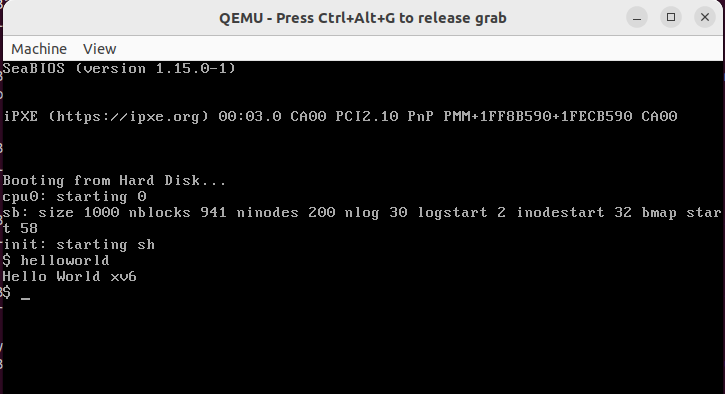 QEMU - Press Ctrl+Alt+G to release grab
Machine View
SeaBIOS (version 1.15.0-1)
iPXE (https://ipxe.org) 00:03.0 CA00 PCI2.10 PnP PMM+1FF8B590+1FECB590 CA00
Booting from Hard Disk...
cpu0: starting 0
sb: size 1000 nblocks 941 ninodes 200 nlog 30 logstart 2 inodestart 32 bmap star
t 58
init: starting sh
$ helloworld
Hello World xv6
$ _